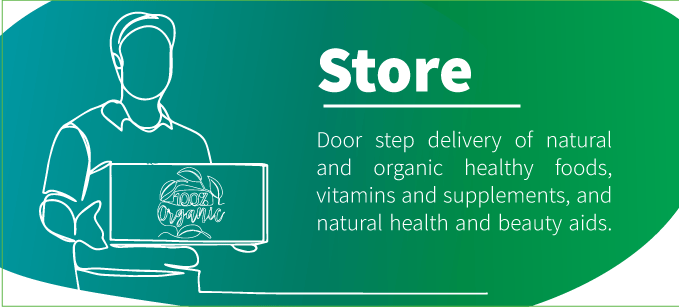 Store
Door step delivery of natural
and organic healthy foods,
vitamins and supplements, and
natural health and beauty aids.
100%
Organic